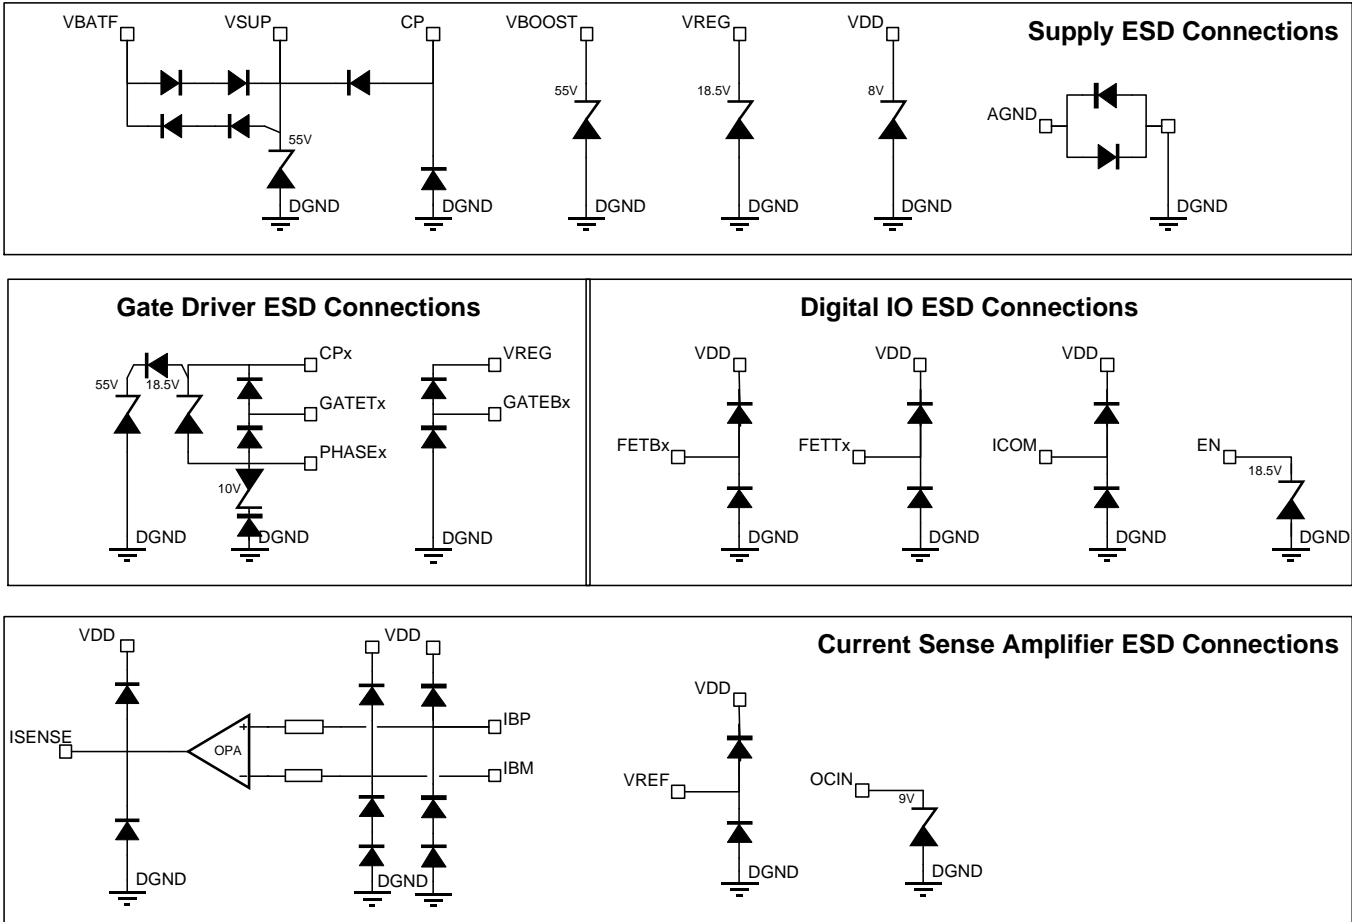 VBATF VSUP CP VBOOST VREG VDD Supply ESD Connections
55V 18.5V 8V
AGND
55V
DGND DGND DGND DGND DGND DGND
Gate Driver ESD Connections
CPx VREG
55V 18.5V
GATETx GATEBx
PHASEx
10V
DGND DGND DGND
Digital IO ESD Connections
VDD VDD VDD
FETBx FETTx ICOM EN
18.5V
DGND DGND DGND DGND
Current Sense Amplifier ESD Connections
VDD VDD
IBP
ISENSE + OPA
− IBM
DGND DGND
VDD
VREF OCIN
9V
DGND DGND